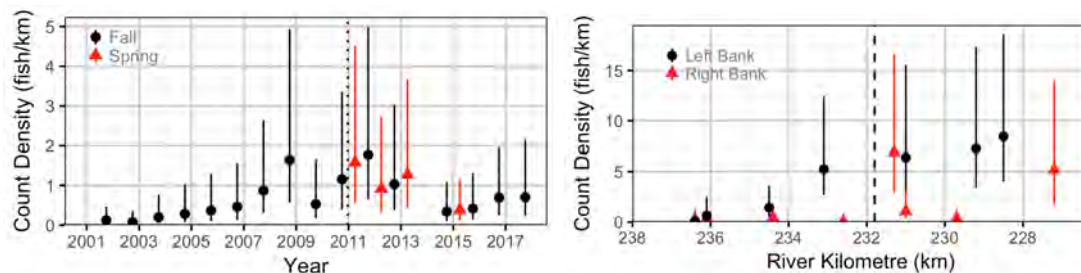 Count Density (fish/km)
5
4
3
2
1
0
Fall
Spring
2001 2003 2005 2007 2009 2011 2013 2015 2017
Year
Count Density (fish/km)
15
10
5
0
Left Bank
Right Bank
238 236 234 232 230 228
River Kilometre (km)